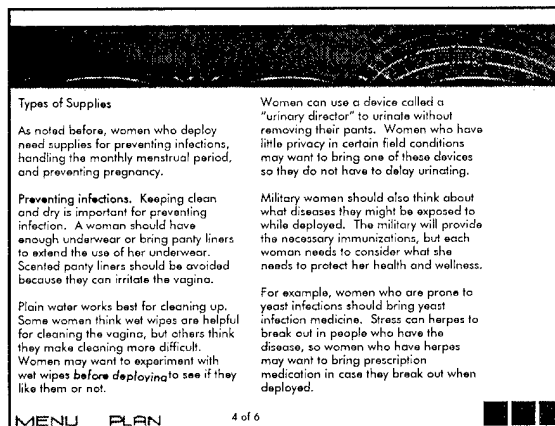 Types of Supplies
As noted before, women who deploy
need supplies for preventing infections,
handling the monthly menstrual period,
and preventing pregnancy.
Preventing infections. Keeping clean
and dry is important for preventing
infection. A woman should have
enough underwear or bring panty liners
to extend the use of her underwear.
Scented panty liners should be avoided
because they can irritate the vagina.
Plain water works best for cleaning up.
Some women think wet wipes are helpful
for cleaning the vagina, but others think
they make cleaning more difficult.
Women may want to experiment with
wet wipes before deploying to see if they
like them or not.
Women can use a device called a
"urinary director" to urinate without
removing their pants. Women who have
little privacy in certain field conditions
may want to bring one of these devices
so they do not have to delay urinating.
Military women should also think about
what diseases they might be exposed to
while deployed. The military will provide
the necessary immunizations, but each
woman needs to consider what she
needs to protect her health and wellness.
For example, women who are prone to
yeast infections should bring yeast
infection medicine. Stress can herpes to
break out in people who have the
disease, so women who have herpes
may want to bring prescription
medication in case they break out when
deployed.
MENU PLAN 4 of 6